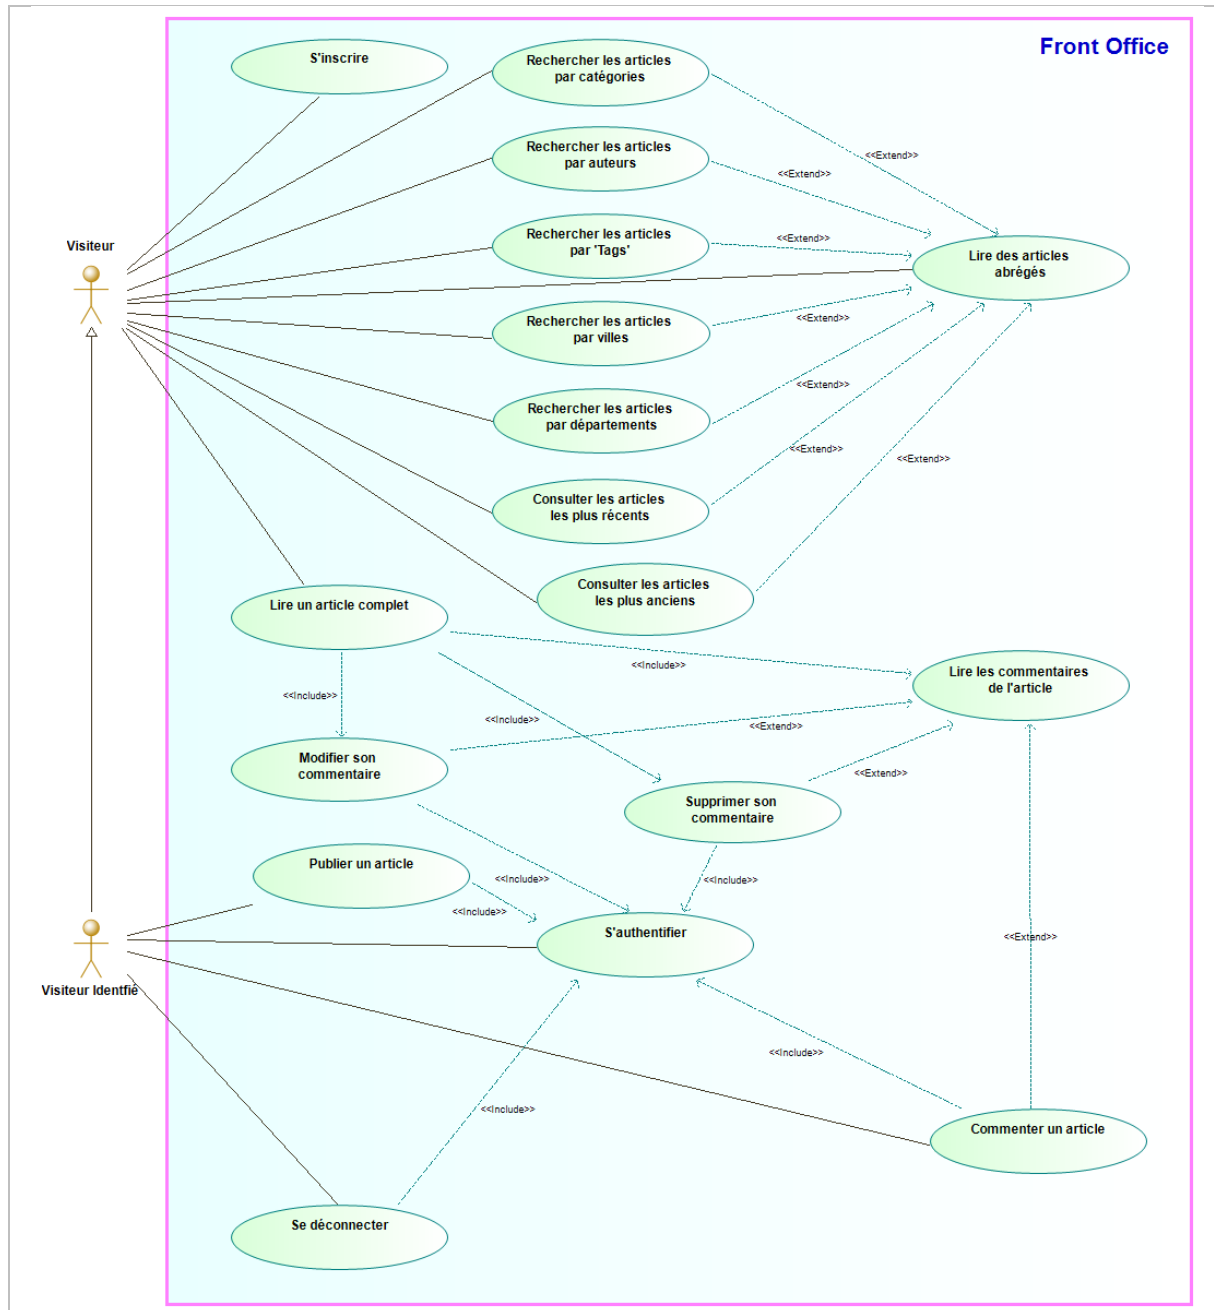 Front Office
S'inscrire
Rechercher les articles
par catégories
<<Extend>>
Rechercher les articles
par auteurs
<<Extend>>
Visiteur
Rechercher les articles
par 'Tags'
<<Extend>>
Lire des articles
abrégés
Rechercher les articles
par villes
<<Extend>>
Rechercher les articles
par départements
<<Extend>>
<<Extend>>
<<Extend>>
Consulter les articles
les plus récents
Consulter les articles
les plus anciens
Lire un article complet
<<Include>>
Lire les commentaires
de l'article
<<Include>>
<<Include>>
<<Extend>>
Modifier son
commentaire
<<Extend>>
Supprimer son
commentaire
Publier un article
<<Include>>
<<Include>>
<<Include>>
S'authentifier
<<Extend>>
Visiteur Identfié
<<Include>>
<<Include>>
Commenter un article
Se déconnecter